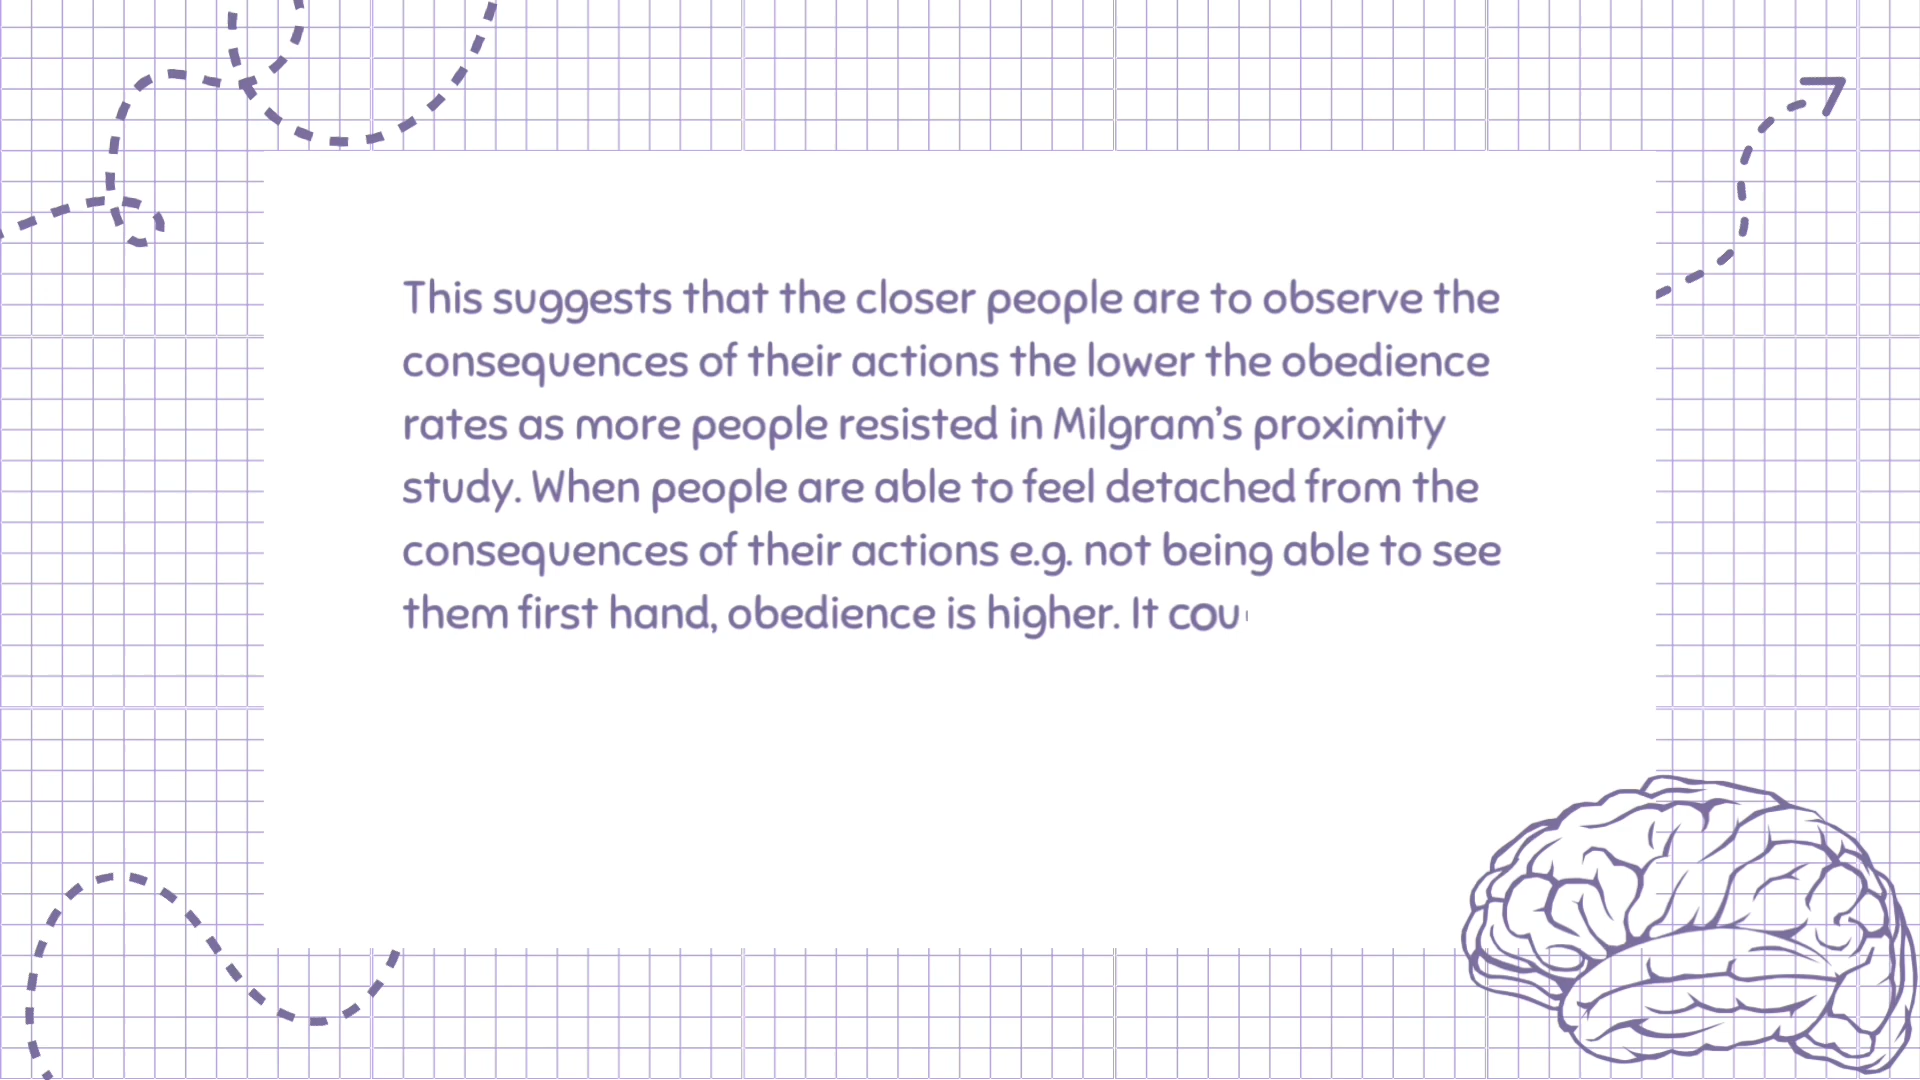 This suggests that the closer people are to observe the
consequences of their actions the lower the obedience
rates as more people resisted in Milgram's proximity
study. When people are able to feel detached from the
consequences of their actions e.g. not being able to see
them first hand, obedience is higher. It cou